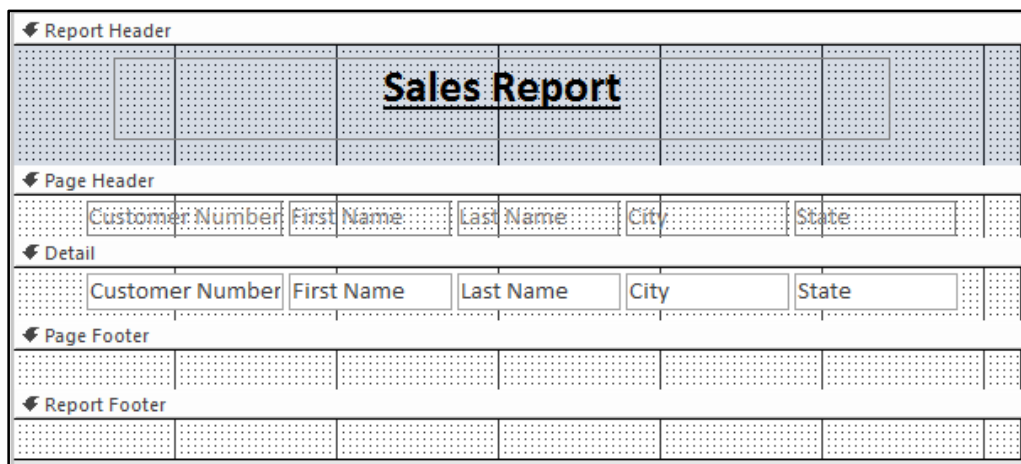 Report Header
Sales Report
Page Header
Customer Number First Name Last Name City State
Detail
Customer Number First Name Last Name City State
Page Footer
Report Footer